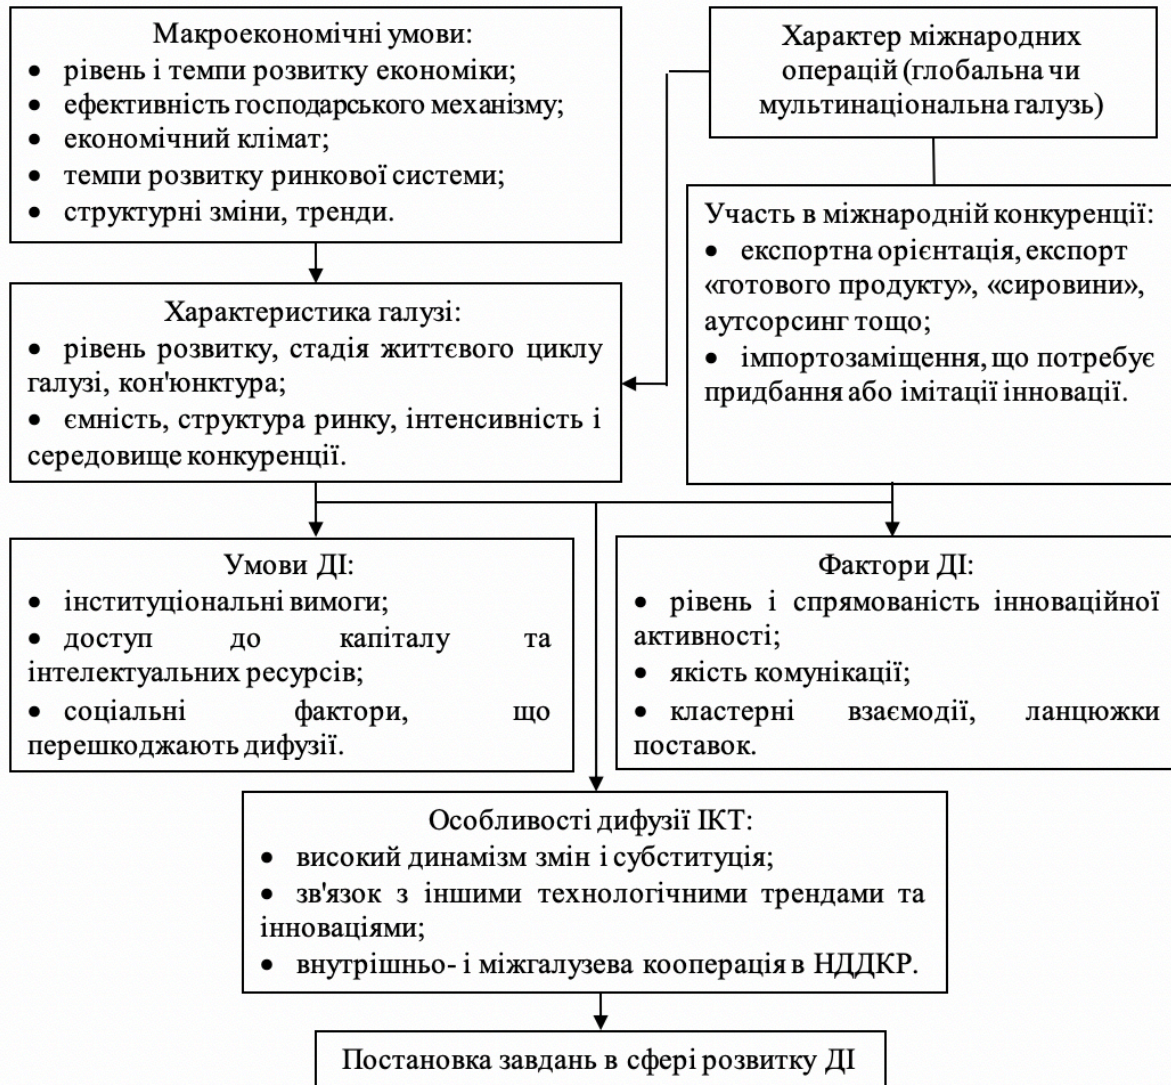 Макроекономічні умови:
• рівень і темпи розвитку економіки;
• ефективність господарського механізму;
• економічний клімат;
• темпи розвитку ринкової системи;
• структурні зміни, тренди.
Характер міжнародних
операцій (глобальна чи
мультинаціональна галузь)
Участь в міжнародній конкуренції:
• експортна орієнтація, експорт
«готового продукту», «сировини»,
аутсорсинг тощо;
• імпортозаміщення, що потребує
придбання або імітації інновації.
Характеристика галузі:
• рівень розвитку, стадія життєвого циклу
галузі, кон'юнктура;
• ємність, структура ринку, інтенсивність і
середовище конкуренції.
Умови ДІ:
• інституціональні вимоги;
• доступ до капіталу та
інтелектуальних ресурсів;
• соціальні фактори, що
перешкоджають дифузії.
Фактори ДІ:
• рівень і спрямованість інноваційної
активності;
• якість комунікації;
• кластерні взаємодії, ланцюжки
поставок.
Особливості дифузії ІКТ:
• високий динамізм змін і субституція;
• зв'язок з іншими технологічними трендами та
інноваціями;
• внутрішньо- і міжгалузева кооперація в НДДКР.
Постановка завдань в сфері розвитку ДІ